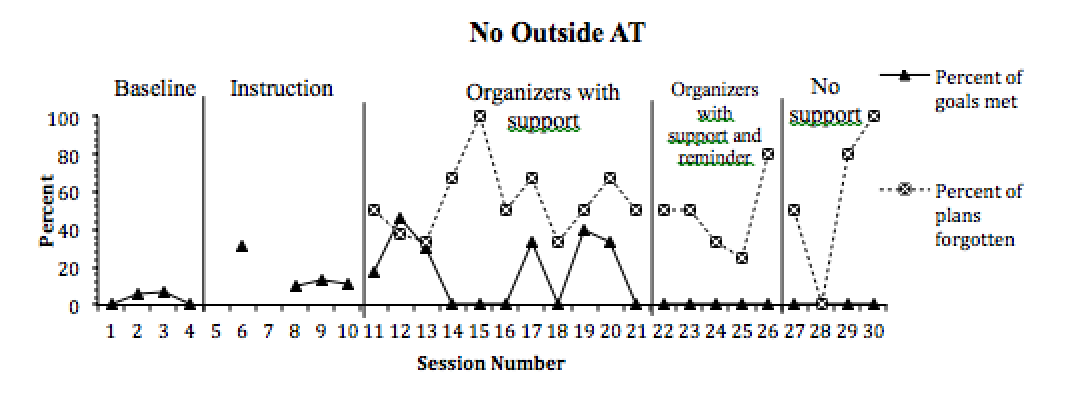 No Outside AT
Baseline
Instruction
Organizers with
support
Organizers
with
support and
reminder
No
support
Percent of
goals met
Percent of
plans
forgotten
Percent
100
80
60
40
20
0
1 2 3 4 5 6 7 8 9 10 11 12 13 14 15 16 17 18 19 20 21 22 23 24 25 26 27 28 29 30
Session Number